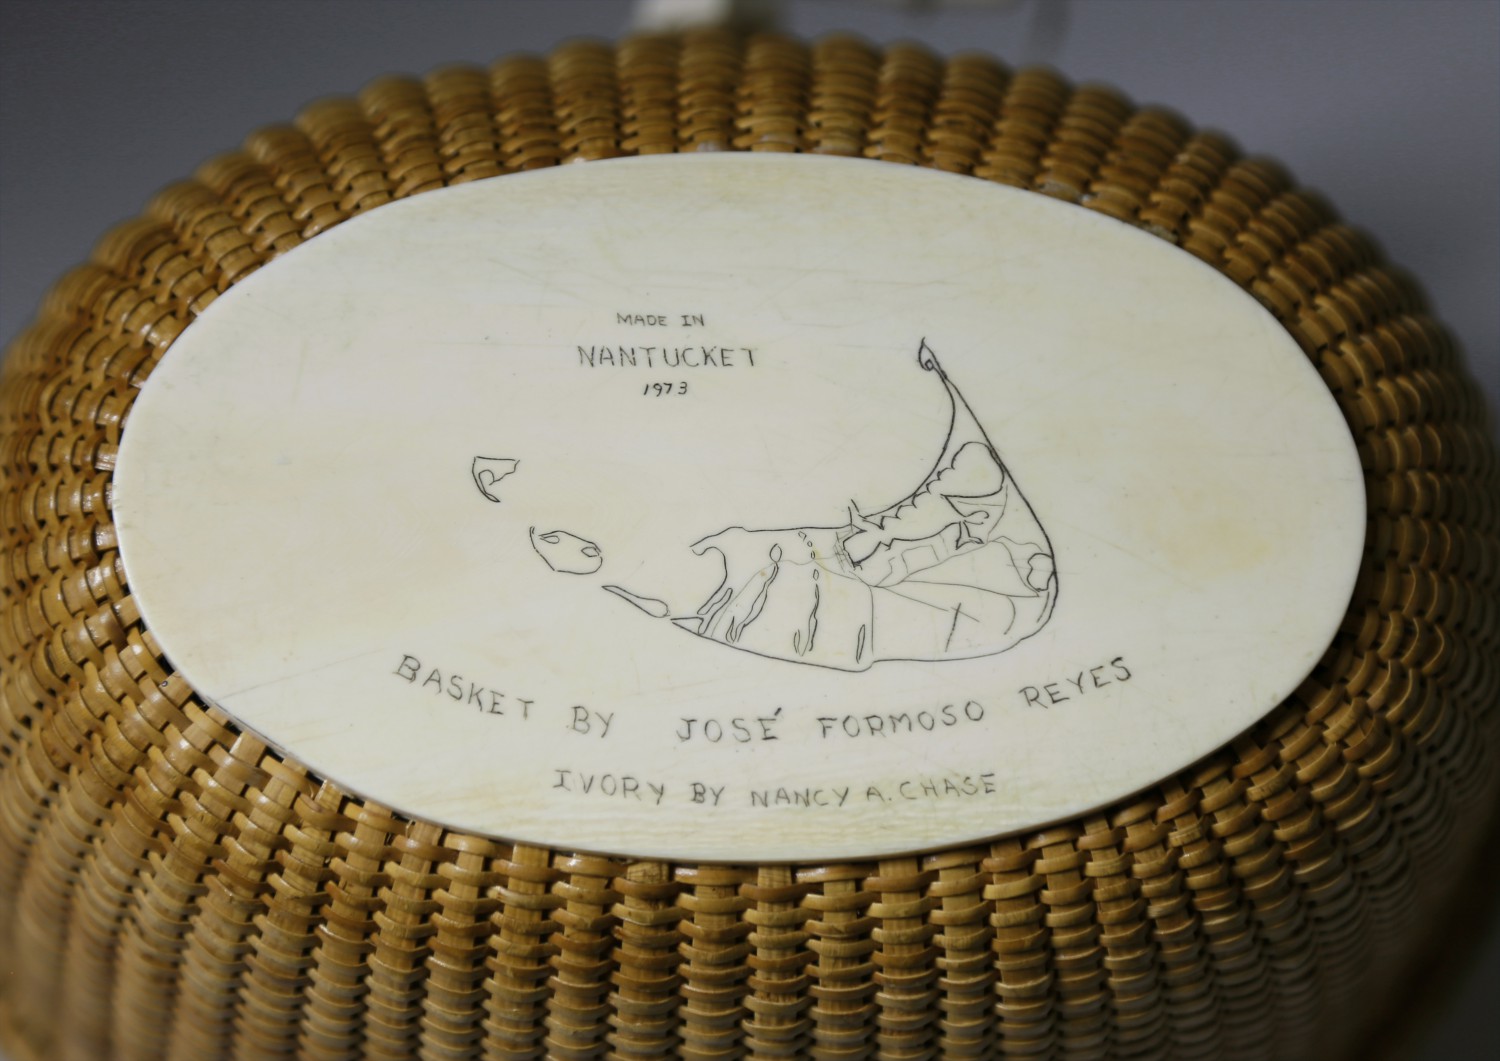 MADE IN
NANTUCKET
1973
BASKET BY JOSÉ FORMOSO REYES
IVORY BY NANCY A. CHASE